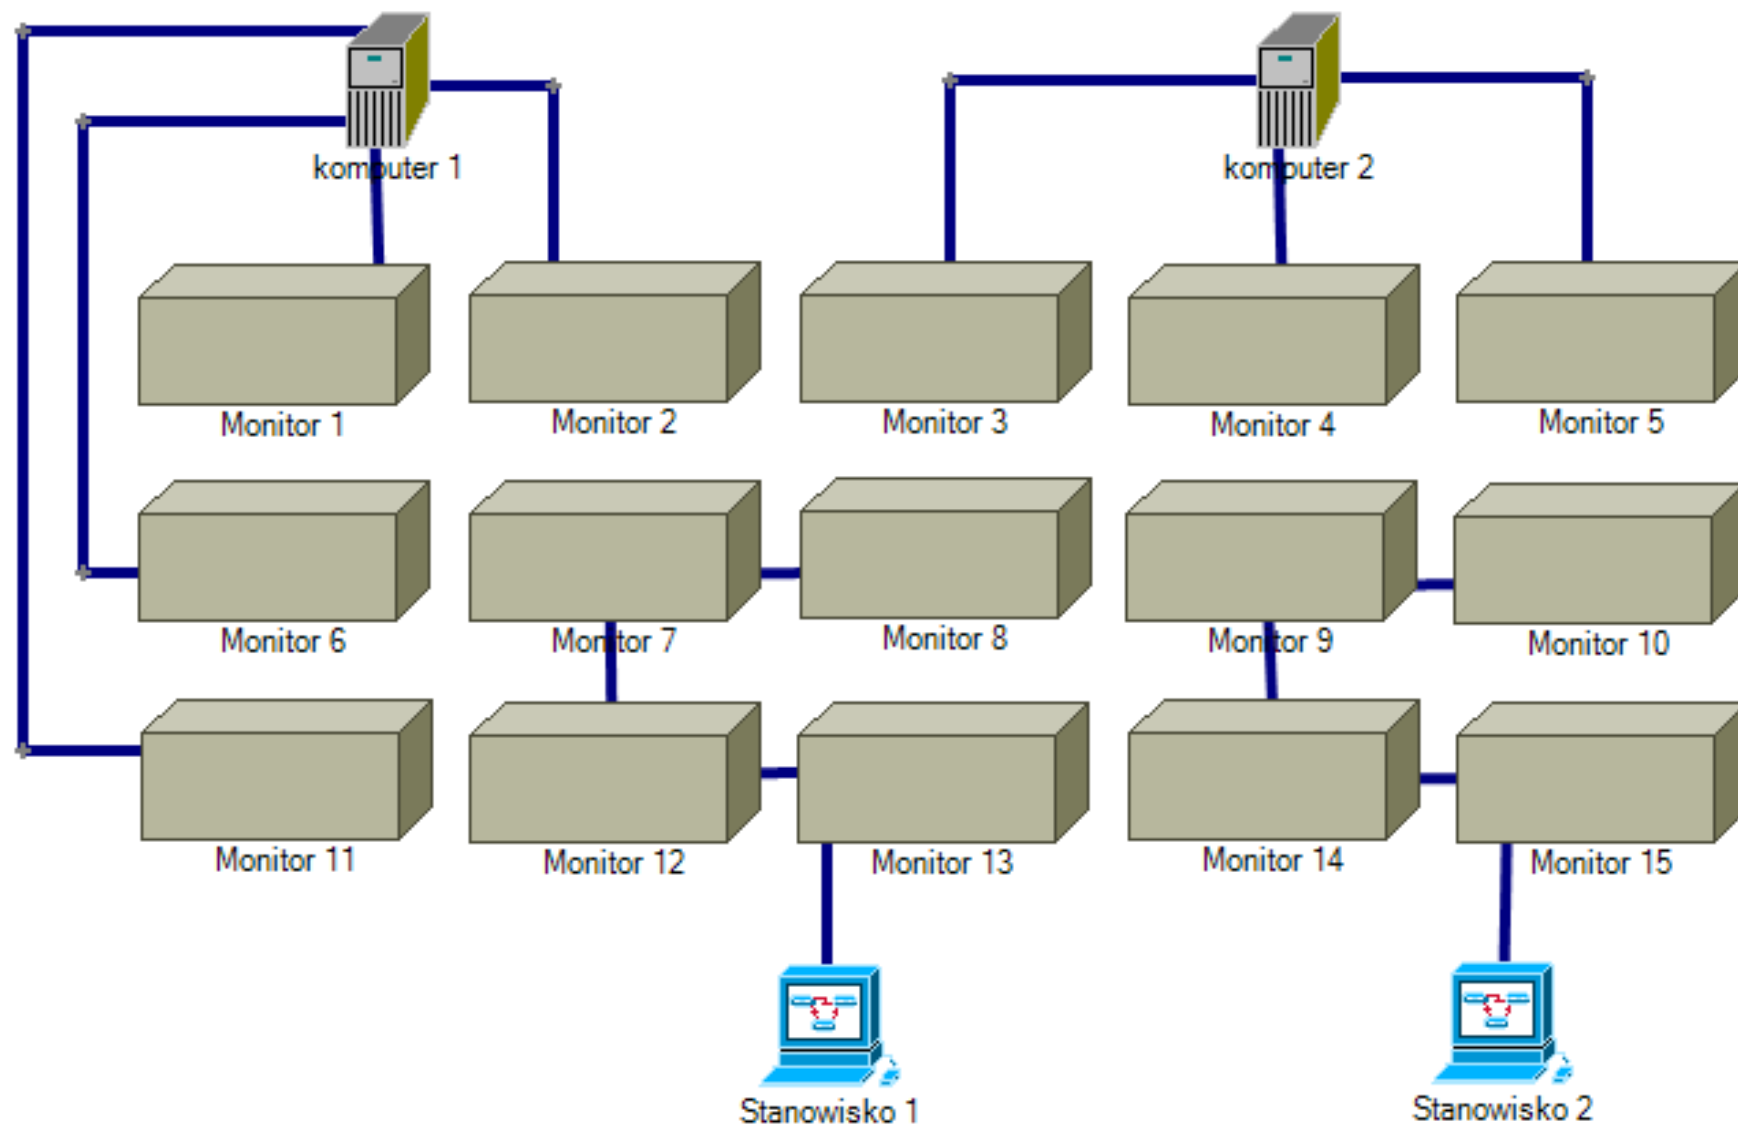 komputer 1
komputer 2
Monitor 1
Monitor 2
Monitor 3
Monitor 4
Monitor 5
Monitor 6
Monitor 7
Monitor 8
Monitor 9
Monitor 10
Monitor 11
Monitor 12
Monitor 13
Monitor 14
Monitor 15
Stanowisko 1
Stanowisko 2